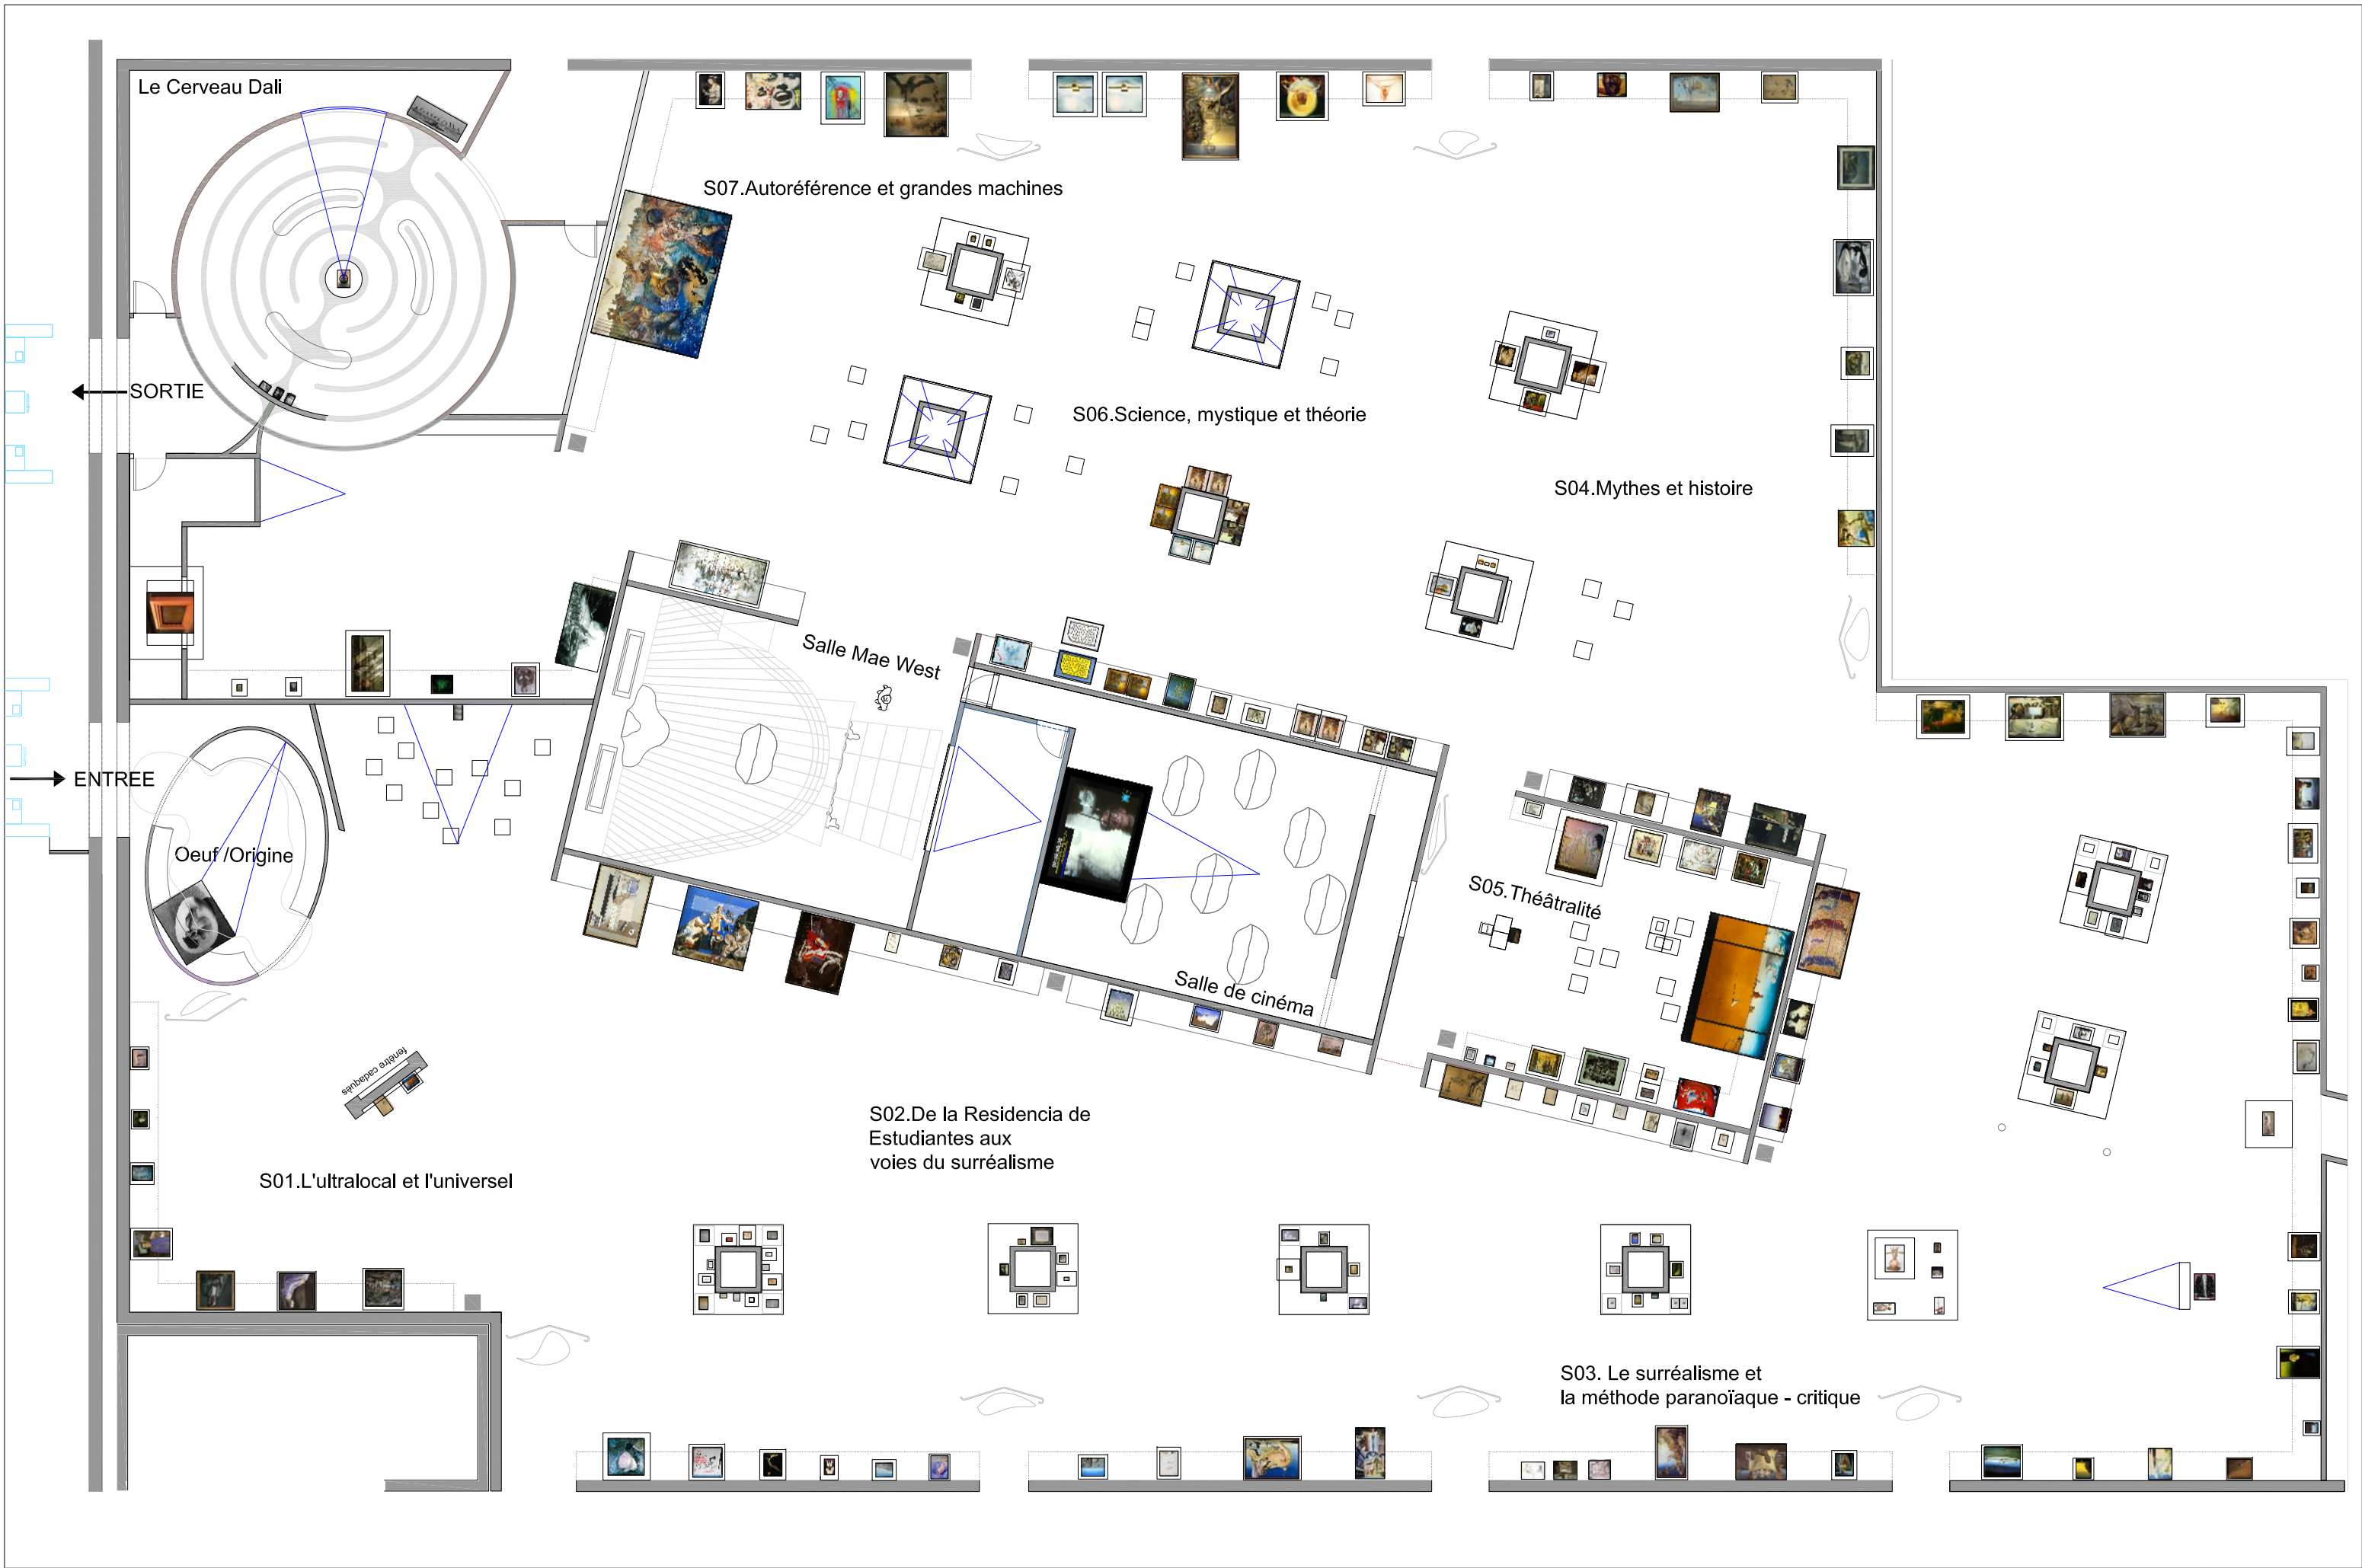 Le Cerveau Dali
S07.Autoréférence et grandes machines
SORTIE
S06.Science, mystique et théorie
S04.Mythes et histoire
Salle Mae West
ENTREE
Oeuf /Origine
S05.Théâtralité
Salle de cinéma
fenêtre cadaquès
S02.De la Residencia de
Estudiantes aux
voies du surréalisme
S01.L'ultralocal et l'universel
S03. Le surréalisme et
la méthode paranoïaque - critique